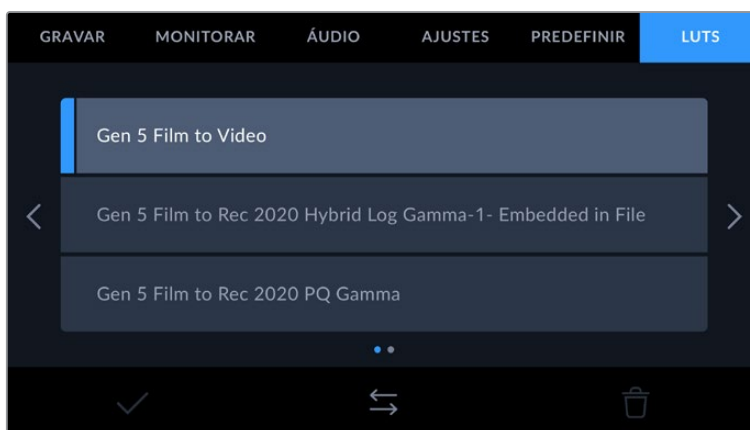 GRAVAR MONITORAR ÁUDIO AJUSTES PREDEFINIR LUTS
Gen 5 Film to Video
Gen 5 Film to Rec 2020 Hybrid Log Gamma-1- Embedded in File
Gen 5 Film to Rec 2020 PQ Gamma